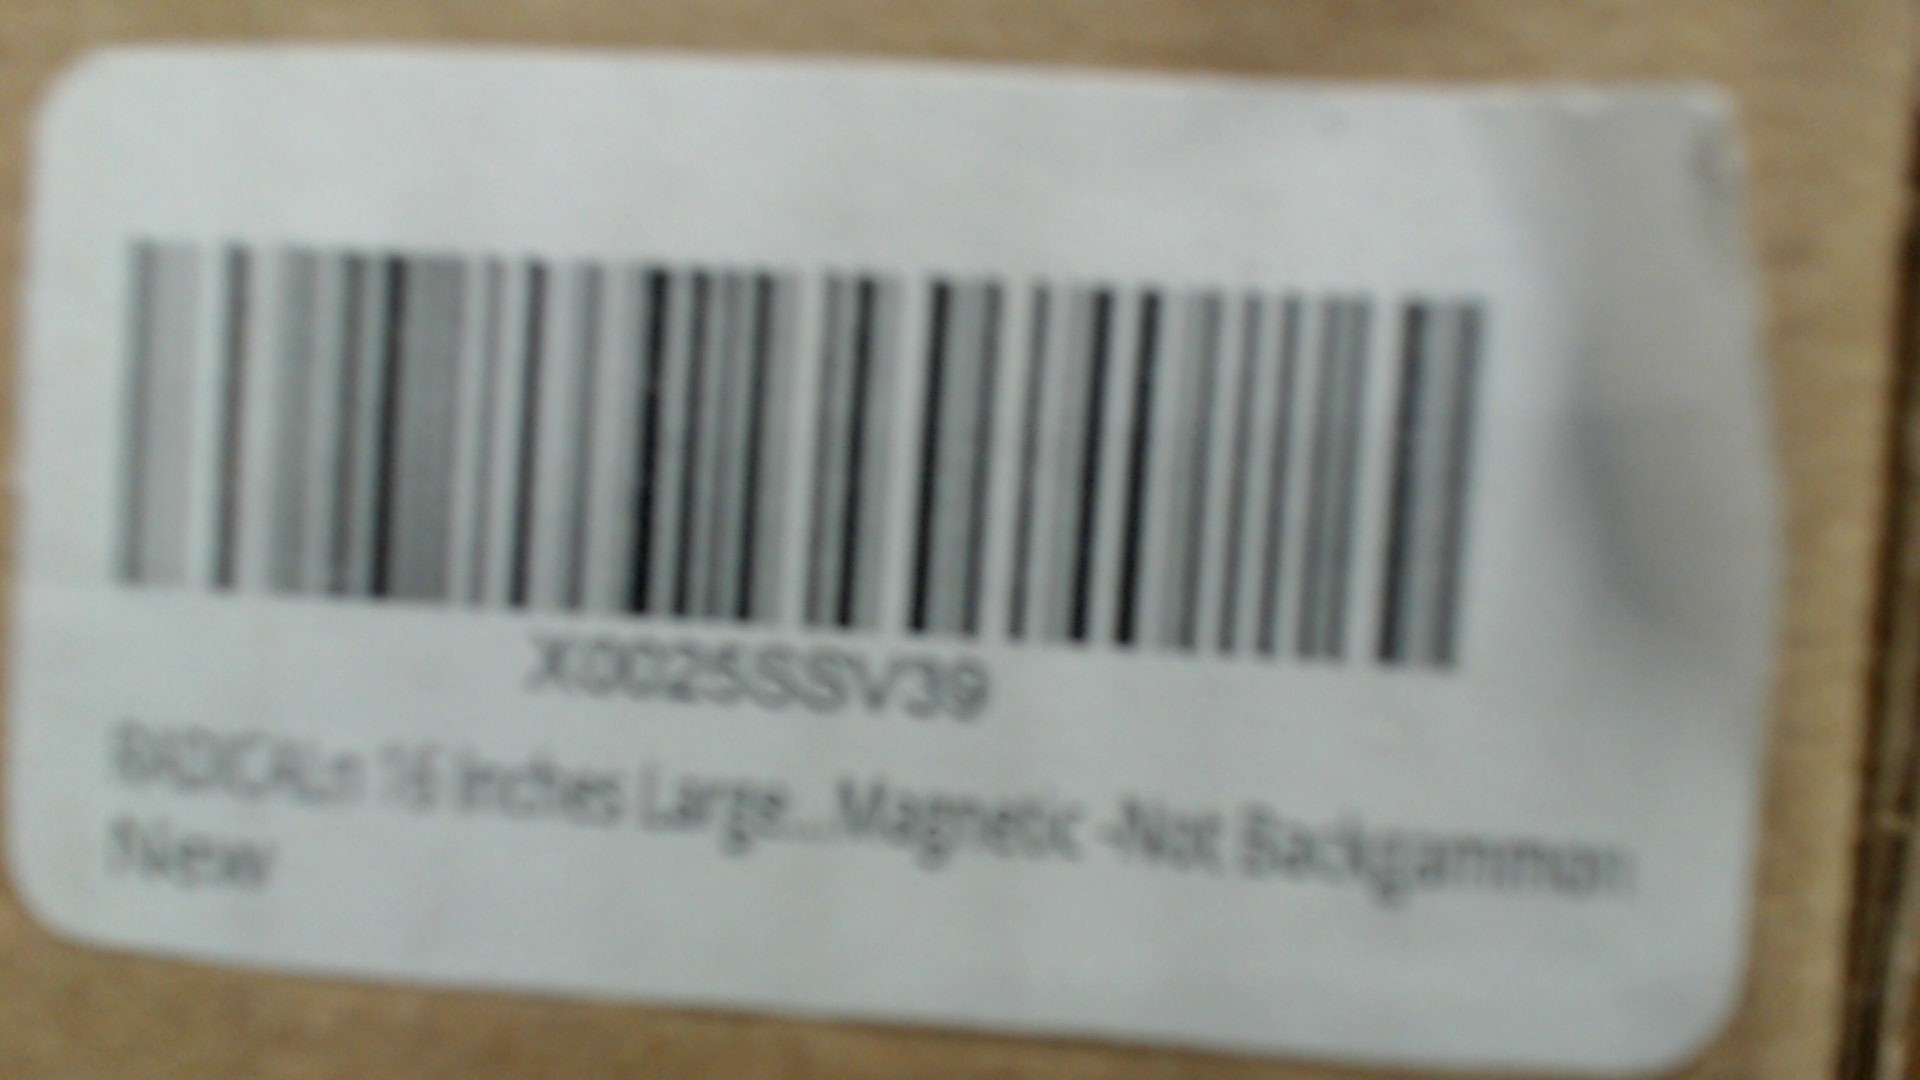 X0025SSV39
RADICALn 16 Inches Large...Magnetic -Not Backgammon
New